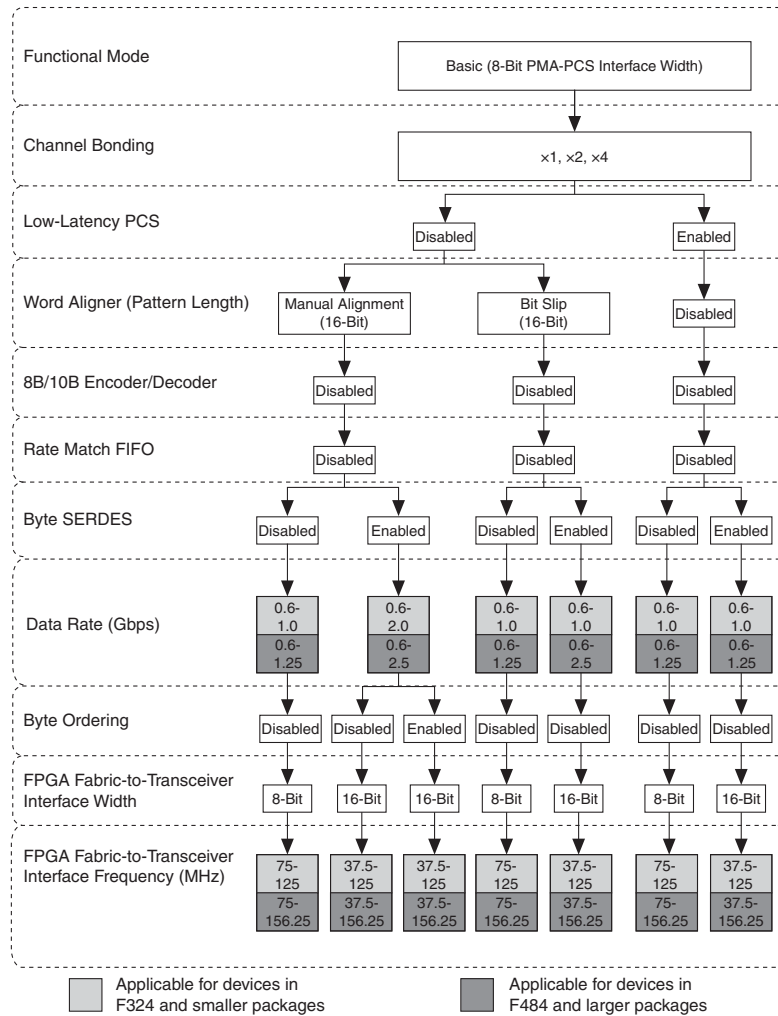 Functional Mode
Basic (8-Bit PMA-PCS Interface Width)
Channel Bonding
×1, ×2, ×4
Low-Latency PCS
Disabled
Enabled
Word Aligner (Pattern Length)
Manual Alignment
(16-Bit)
Bit Slip
(16-Bit)
Disabled
8B/10B Encoder/Decoder
Disabled
Disabled
Disabled
Rate Match FIFO
Disabled
Disabled
Disabled
Byte SERDES
Disabled
Enabled
Disabled
Enabled
Disabled
Enabled
Data Rate (Gbps)
0.6-
1.0
0.6-
1.25
0.6-
2.0
0.6-
2.5
0.6-
1.0
0.6-
1.25
0.6-
1.0
0.6-
2.5
0.6-
1.0
0.6-
1.25
0.6-
1.0
0.6-
1.25
Byte Ordering
Disabled
Disabled
Enabled
Disabled
Disabled
Disabled
Disabled
FPGA Fabric-to-Transceiver
Interface Width
8-Bit
16-Bit
16-Bit
8-Bit
16-Bit
8-Bit
16-Bit
FPGA Fabric-to-Transceiver
Interface Frequency (MHz)
75-
125
75-
156.25
37.5-
125
37.5-
156.25
37.5-
125
37.5-
156.25
75-
125
75-
156.25
37.5-
125
37.5-
156.25
75-
125
75-
156.25
37.5-
125
37.5-
156.25
Applicable for devices in
F324 and smaller packages
Applicable for devices in
F484 and larger packages